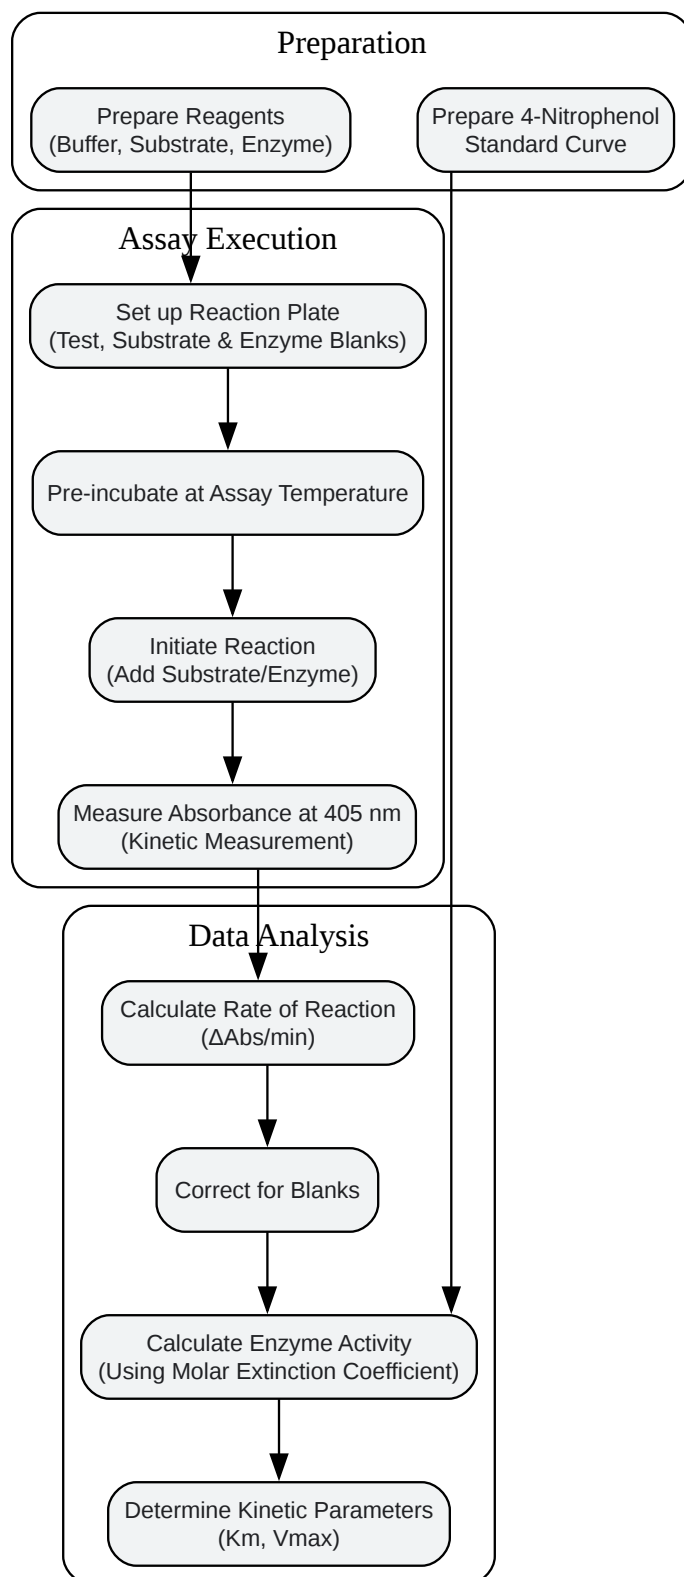 Preparation
Prepare Reagents
(Buffer, Substrate, Enzyme)
Prepare 4-Nitrophenol
Standard Curve
Assay Execution
Set up Reaction Plate
(Test, Substrate & Enzyme Blanks)
Pre-incubate at Assay Temperature
Initiate Reaction
(Add Substrate/Enzyme)
Measure Absorbance at 405 nm
(Kinetic Measurement)
Data Analysis
Calculate Rate of Reaction
(ΔAbs/min)
Correct for Blanks
Calculate Enzyme Activity
(Using Molar Extinction Coefficient)
Determine Kinetic Parameters
(Km, Vmax)